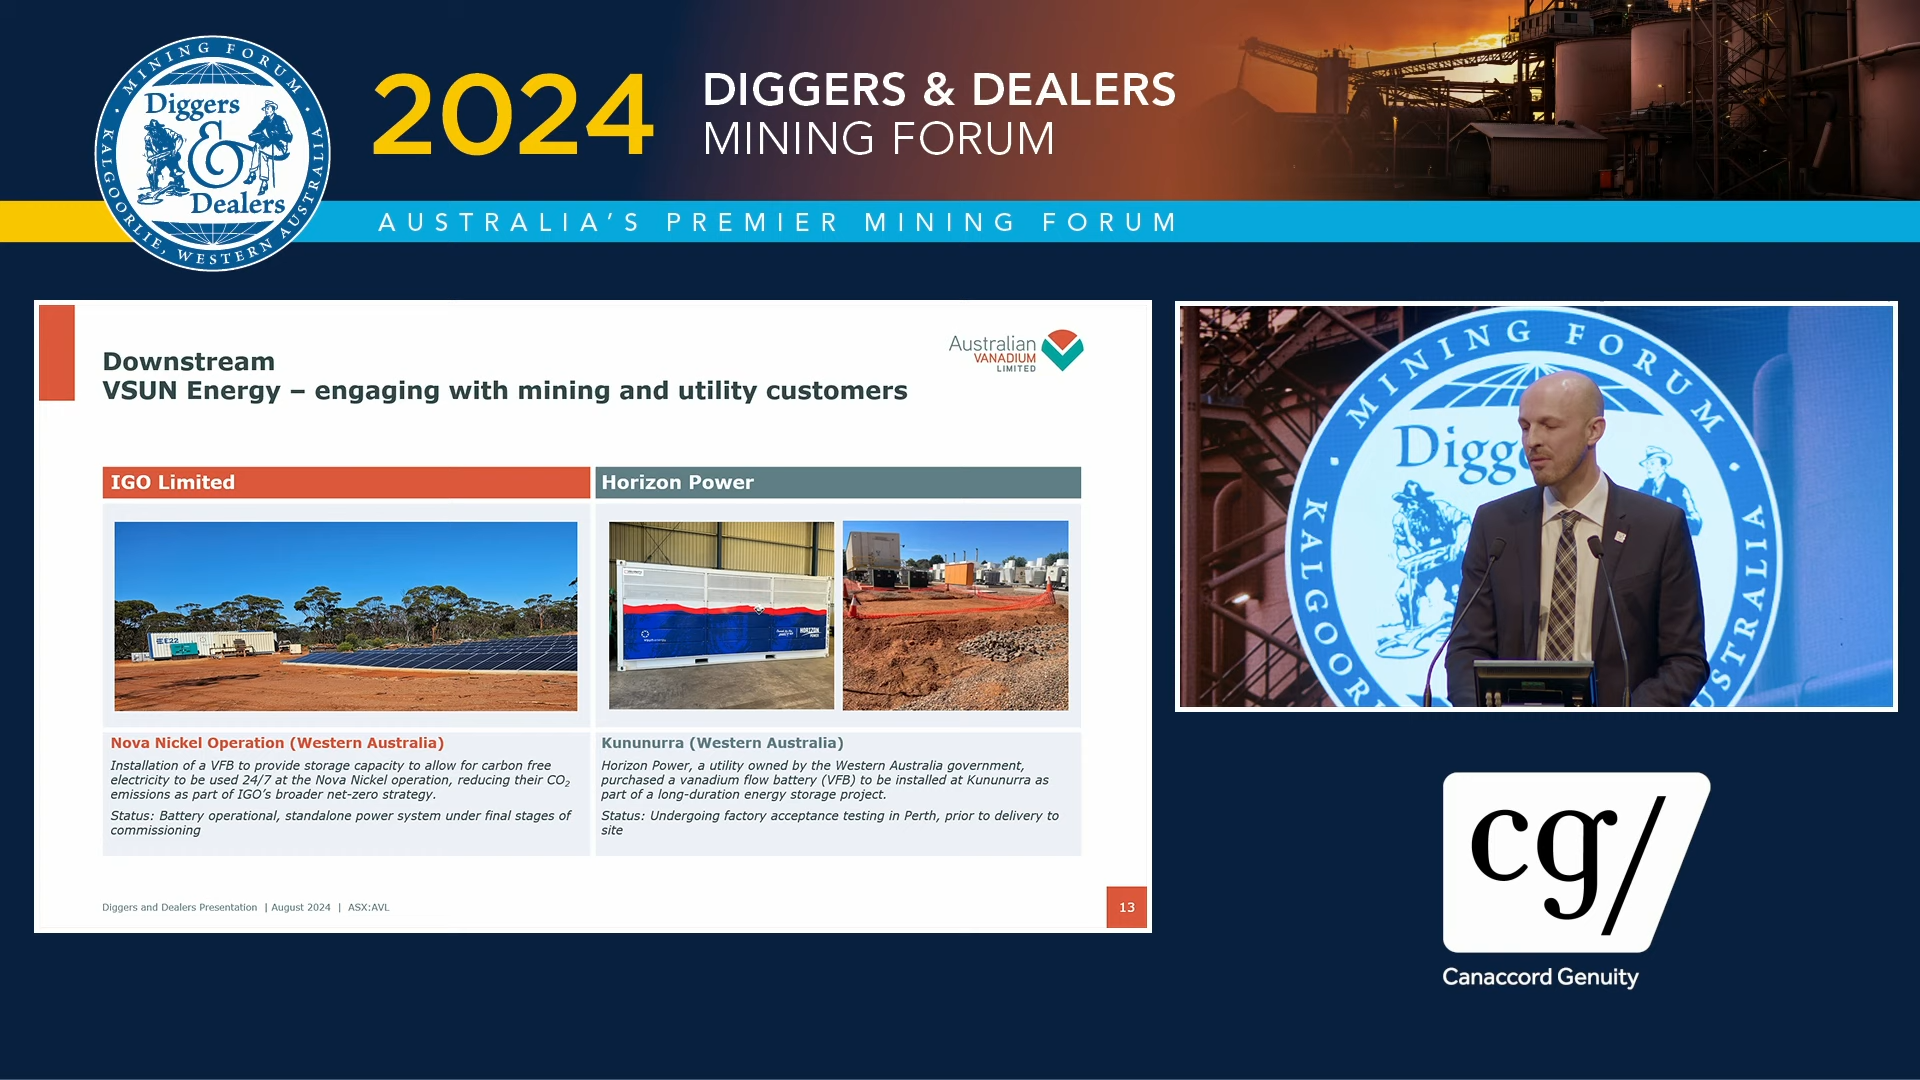 MINING FORUM
Diggers
&
Dealers
KALGOORLIE, WESTERN AUSTRALIA
2024
DIGGERS & DEALERS
MINING FORUM
AUSTRALIA’S PREMIER MINING FORUM
Downstream
VSUN Energy – engaging with mining and utility customers
Australian
VANADIUM
LIMITED
IGO Limited
Horizon Power
E22
HORIZON
POWER
Nova Nickel Operation (Western Australia)
Installation of a VFB to provide storage capacity to allow for carbon free
electricity to be used 24/7 at the Nova Nickel operation, reducing their CO₂
emissions as part of IGO’s broader net-zero strategy.
Status: Battery operational, standalone power system under final stages of
commissioning
Kununurra (Western Australia)
Horizon Power, a utility owned by the Western Australia government,
purchased a vanadium flow battery (VFB) to be installed at Kununurra as
part of a long-duration energy storage project.
Status: Undergoing factory acceptance testing in Perth, prior to delivery to
site
Diggers and Dealers Presentation | August 2024 | ASX:AVL
13
MINING FORUM
Digg
KALGOOR
USTRALIA
cg/
Canaccord Genuity